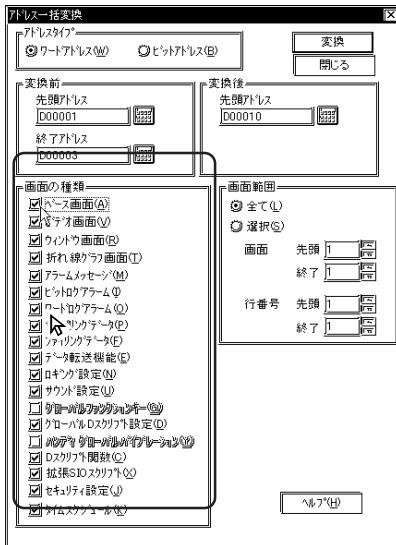 アドレス一括変換
アドレスタイプ
ワードアドレス(W)
ビットアドレス(B)
変換
閉じる
変換前
先頭アドレス
D00001
終了アドレス
D00003
変換後
先頭アドレス
D00010
画面の種類
ベース画面(A)
ビデオ画面(V)
ウィンドウ画面(R)
折れ線グラフ画面(T)
アラームメッセージ(M)
ビットログアラーム(I)
ワードログアラーム(O)
リングデータ(P)
ファイリングデータ(F)
データ転送機能(E)
ロギング設定(N)
サウンド設定(U)
グローバルファンクションキー(G)
グローバルDスクリプト設定(D)
ハンディ グローバルバイブレーション(Y)
Dスクリプト関数(C)
拡張SIOスクリプト(X)
セキュリティ設定(J)
タイムスケジュール(K)
画面範囲
全て(L)
選択(S)
画面 先頭 1
終了 1
行番号 先頭 1
終了 1
ヘルプ(H)